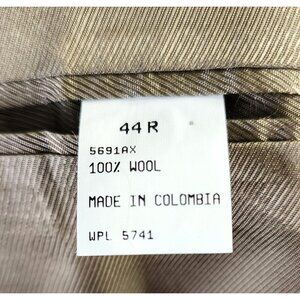 44R
5691AX
100% WOOL
MADE IN COLOMBIA
WPL 5741